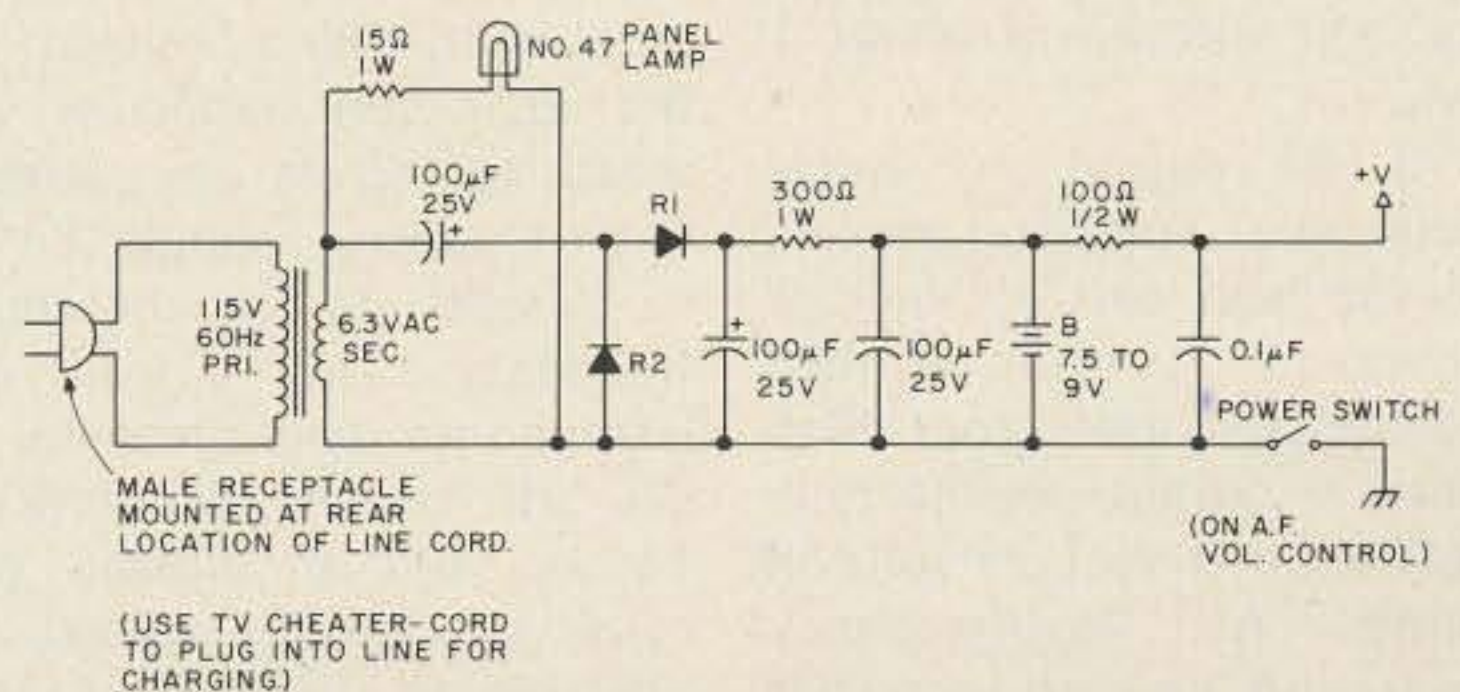 15Ω
1W
NO. 47 PANEL
LAMP
100μF
25V
+
R1
300Ω
1W
100Ω
1/2 W
+V
115V
60Hz
PRI.
6.3VAC
SEC.
R2
+
100μF
25V
100μF
25V
B
7.5 TO
9V
0.1μF
POWER SWITCH
(ON A.F.
VOL. CONTROL)
MALE RECEPTACLE
MOUNTED AT REAR
LOCATION OF LINE CORD.
(USE TV CHEATER-CORD
TO PLUG INTO LINE FOR
CHARGING.)